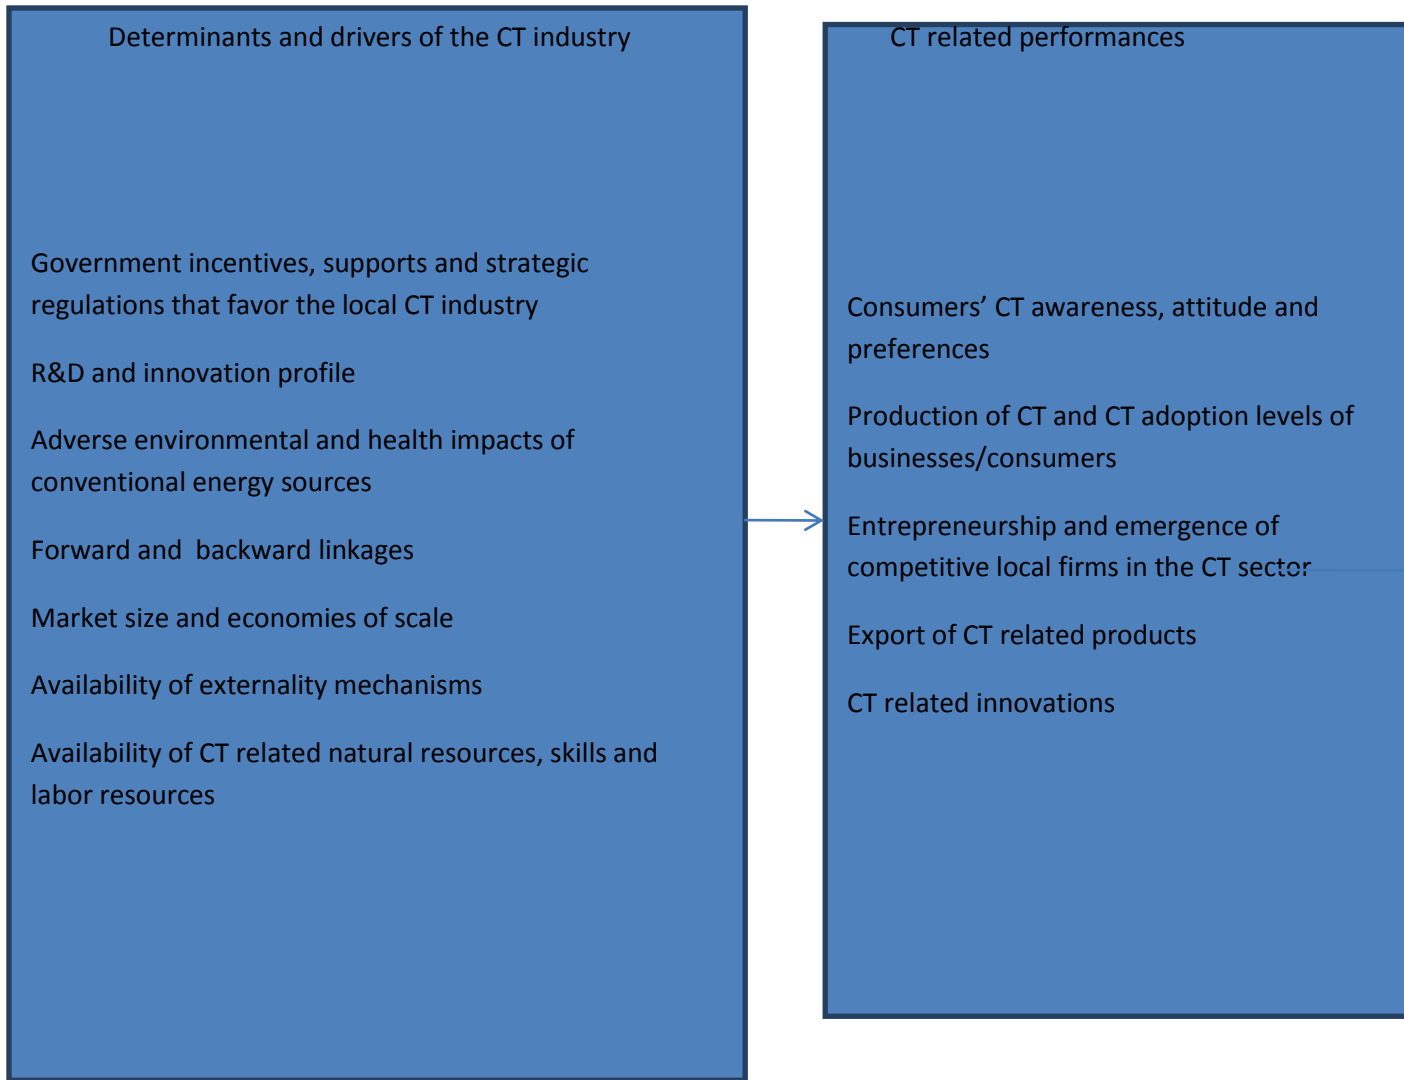 Determinants and drivers of the CT industry
Government incentives, supports and strategic
regulations that favor the local CT industry
R&D and innovation profile
Adverse environmental and health impacts of
conventional energy sources
Forward and  backward linkages
Market size and economies of scale
Availability of externality mechanisms
Availability of CT related natural resources, skills and
labor resources
CT related performances
Consumers’ CT awareness, attitude and
preferences
Production of CT and CT adoption levels of
businesses/consumers
Entrepreneurship and emergence of
competitive local firms in the CT sector
Export of CT related products
CT related innovations